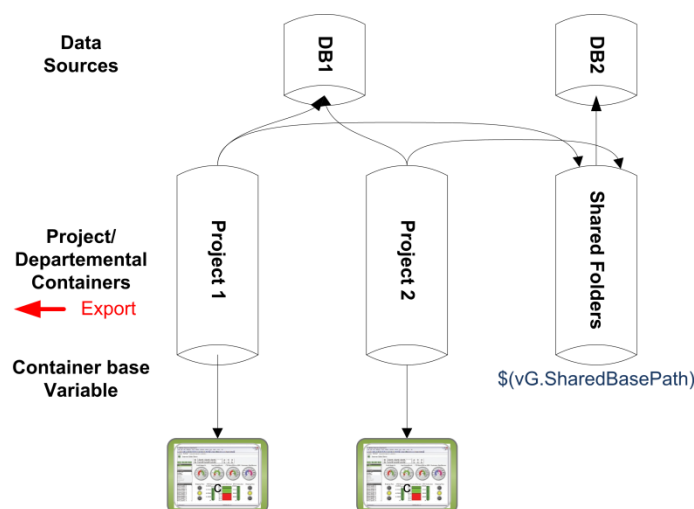 Data
Sources
DB1
DB2
Project/
Departemental
Containers
Export
Project 1
Project 2
Shared Folders
Container base
Variable
$(vG.SharedBasePath)
C
C